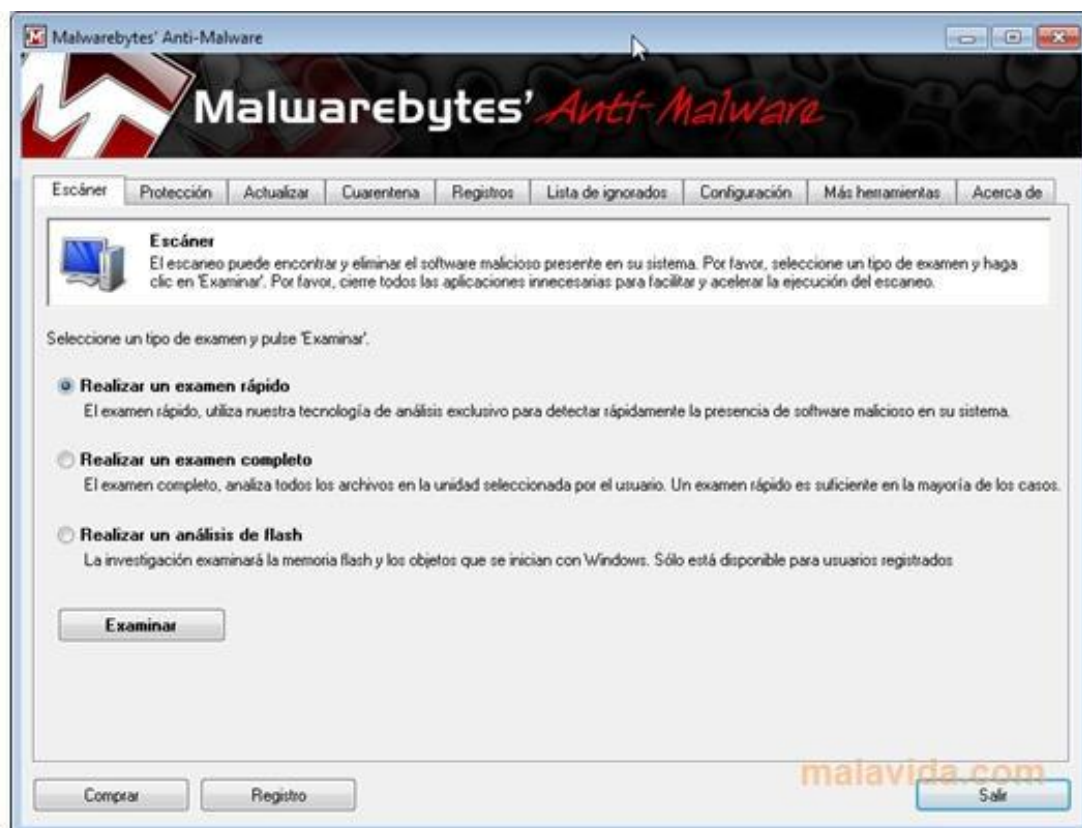 Malwarebytes' Anti-Malware
Malwarebytes' Anti-Malware
Escáner Protección Actualizar Cuarentena Registros Lista de ignorados Configuración Más herramientas Acerca de
Escáner
El escaneo puede encontrar y eliminar el software malicioso presente en su sistema. Por favor, seleccione un tipo de examen y haga
clic en 'Examinar'. Por favor, cierre todos las aplicaciones innecesarias para facilitar y acelerar la ejecución del escaneo.
Seleccione un tipo de examen y pulse 'Examinar'.
Realizar un examen rápido
El examen rápido, utiliza nuestra tecnología de análisis exclusivo para detectar rápidamente la presencia de software malicioso en su sistema.
Realizar un examen completo
El examen completo, analiza todos los archivos en la unidad seleccionada por el usuario. Un examen rápido es suficiente en la mayoría de los casos.
Realizar un análisis de flash
La investigación examinará la memoria flash y los objetos que se inician con Windows. Sólo está disponible para usuarios registrados
Examinar
malavida.com
Comprar Registro Salir